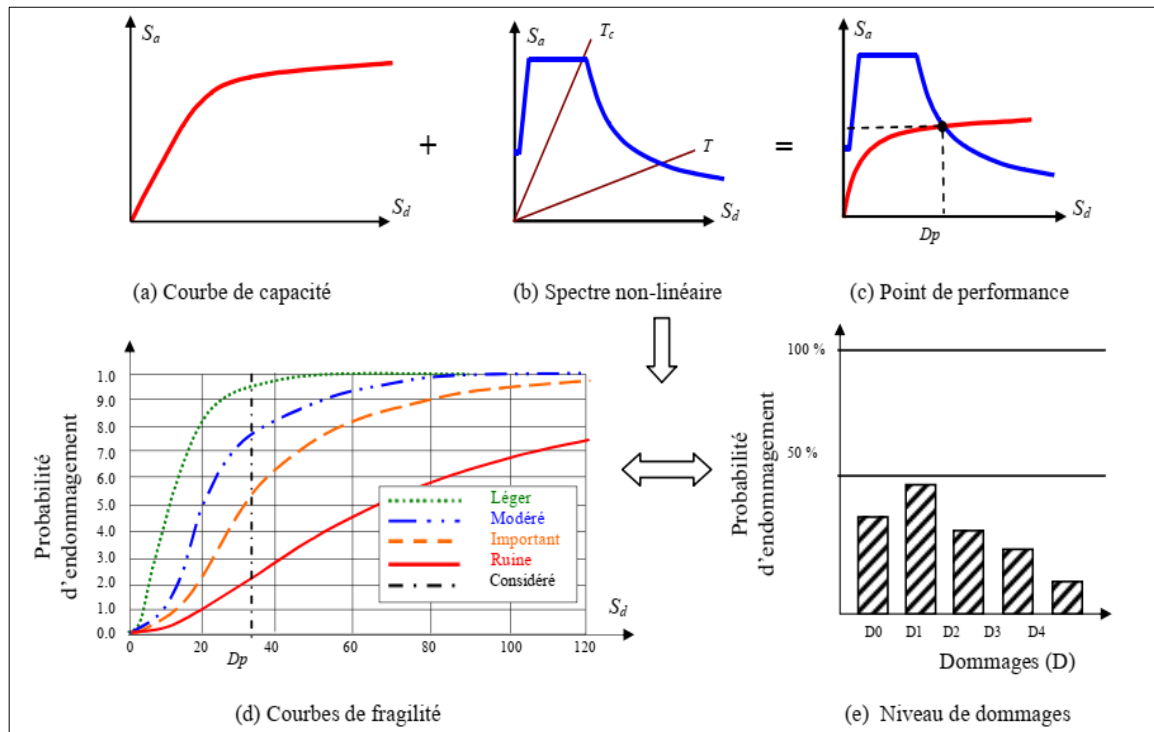 Sa
Sd
+
Sa
Tc
T
Sd
=
Sa
Sd
Dp
(a) Courbe de capacité
(b) Spectre non-linéaire
(c) Point de performance
Probabilité
d’endommagement
1.0
9.0
8.0
7.0
6.0
5.0
4.0
3.0
2.0
1.0
0.0
0
20
40
60
80
100
120
Dp
Sd
Léger
Modéré
Important
Ruine
Considéré
(d) Courbes de fragilité
Probabilité
d’endommagement
100 %
50 %
D0 D1 D2 D3 D4
Dommages (D)
(e) Niveau de dommages